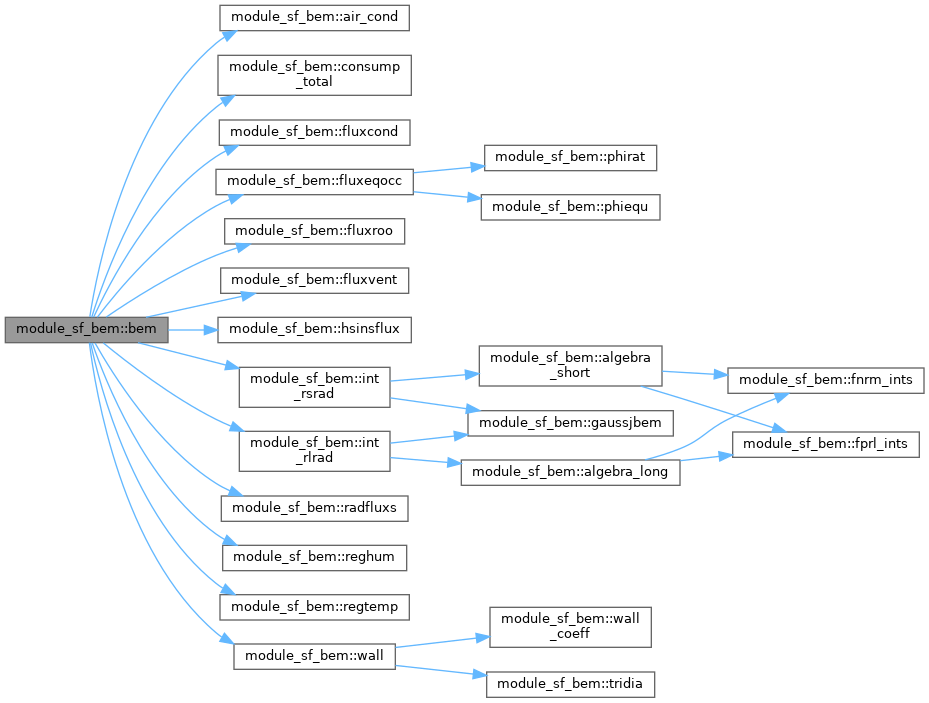 module_sf_bem::bem
module_sf_bem::air_cond
module_sf_bem::consump
_total
module_sf_bem::fluxcond
module_sf_bem::fluxeqocc
module_sf_bem::phirat
module_sf_bem::phiequ
module_sf_bem::fluxroo
module_sf_bem::fluxvent
module_sf_bem::hsinsflux
module_sf_bem::int
_rsrad
module_sf_bem::algebra
_short
module_sf_bem::fnrm_ints
module_sf_bem::gaussjbem
module_sf_bem::fprl_ints
module_sf_bem::int
_rlrad
module_sf_bem::algebra_long
module_sf_bem::radfluxs
module_sf_bem::reghum
module_sf_bem::regtemp
module_sf_bem::wall
module_sf_bem::wall
_coeff
module_sf_bem::tridia